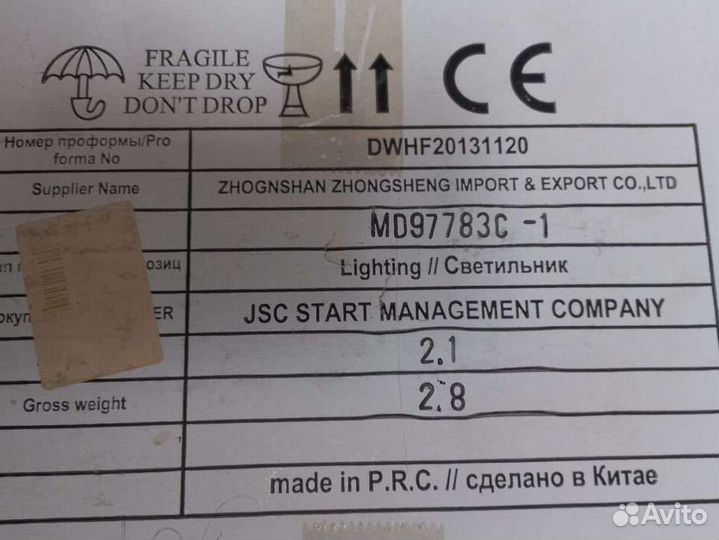 FRAGILE
KEEP DRY
DON'T DROP
CE
Номер проформы/Pro
forma No
DWHF20131120
Supplier Name
ZHOGNSHAN ZHONGSHENG IMPORT & EXPORT CO.,LTD
MD97783C -1
Lighting // Светильник
ER
JSC START MANAGEMENT COMPANY
2.1
Gross weight
2.8
made in P.R.C. // сделано в Китае
Avito